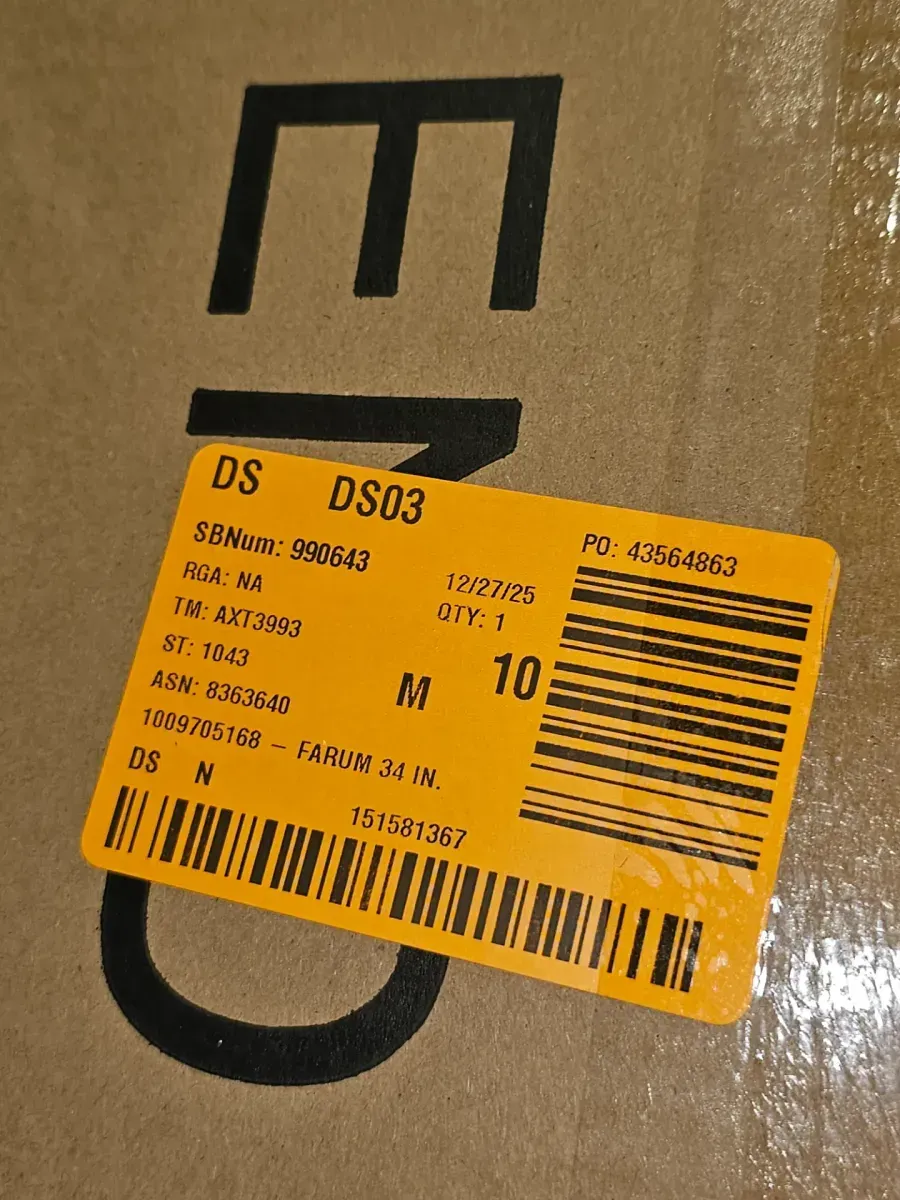 E
DS DS03
SBNum: 990643
PO: 43564863
RGA: NA 12/27/25
TM: AXT3993 QTY: 1
ST: 1043
ASN: 8363640 M 10
1009705168 – FARUM 34 IN.
DS N
151581367